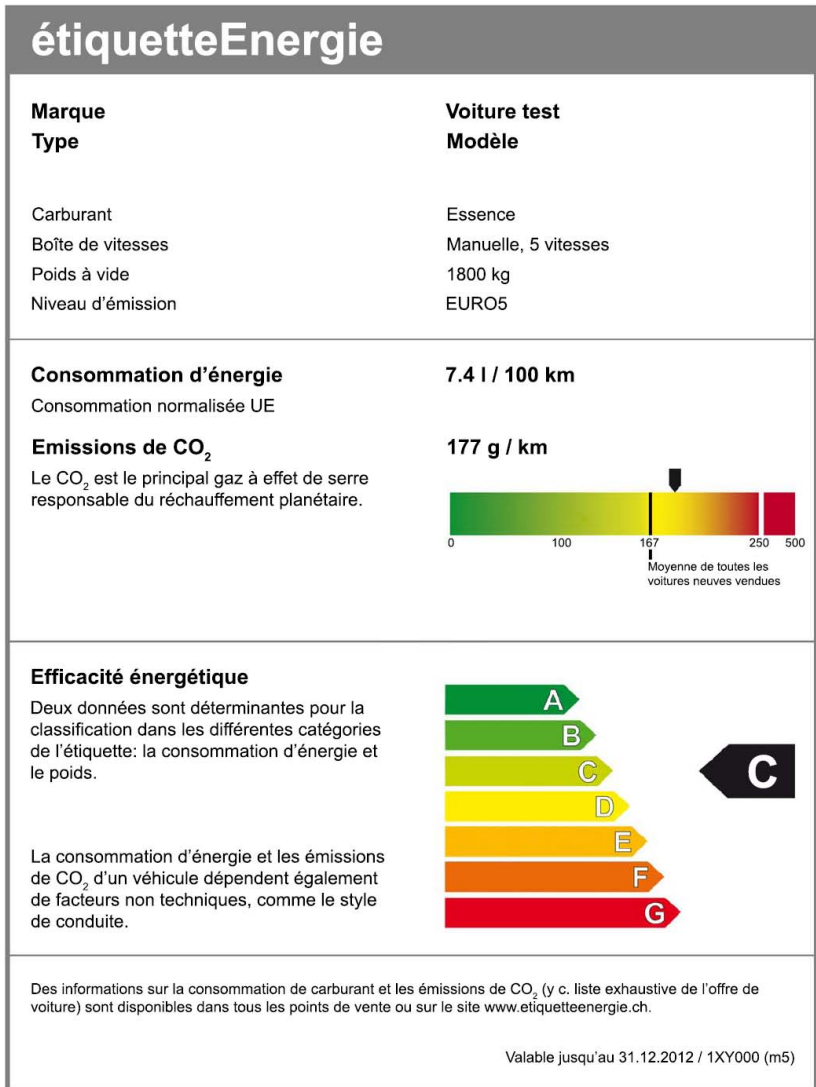 étiquetteEnergie
Marque Voiture test
Type Modèle
Carburant Essence
Boîte de vitesses Manuelle, 5 vitesses
Poids à vide 1800 kg
Niveau d’émission EURO5
Consommation d’énergie 7.4 l / 100 km
Consommation normalisée UE
Emissions de CO₂ 177 g / km
Le CO₂ est le principal gaz à effet de serre
responsable du réchauffement planétaire.
0 100 167 250 500
Moyenne de toutes les
voitures neuves vendues
Efficacité énergétique
Deux données sont déterminantes pour la
classification dans les différentes catégories
de l’étiquette: la consommation d’énergie et
le poids.
La consommation d’énergie et les émissions
de CO₂ d’un véhicule dépendent également
de facteurs non techniques, comme le style
de conduite.
A
B
C
D
E
F
G
C
Des informations sur la consommation de carburant et les émissions de CO₂ (y c. liste exhaustive de l’offre de
voiture) sont disponibles dans tous les points de vente ou sur le site www.etiquetteenergie.ch.
Valable jusqu’au 31.12.2012 / 1XY000 (m5)